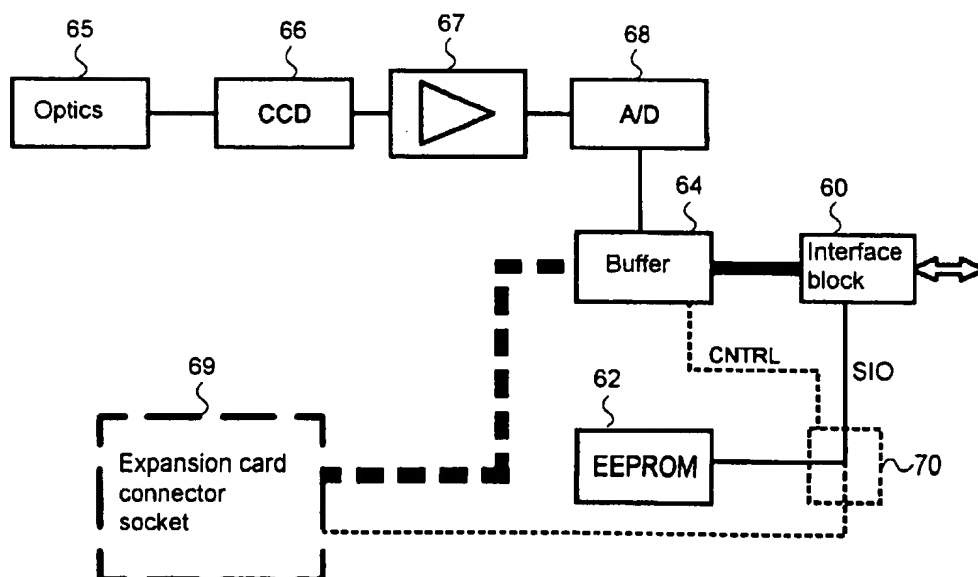 65
66
67
68
Optics
CCD
A/D
64
60
Buffer
Interface
block
CNTRL
SIO
69
62
Expansion card
connector
socket
EEPROM
70